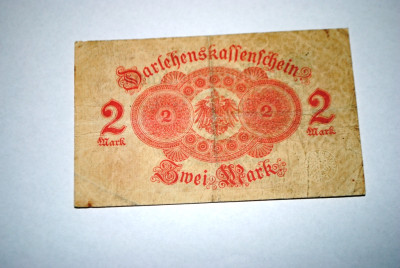 Darlehenskassenschein
2 2 2 2
Mark Mark
Zwei Mark